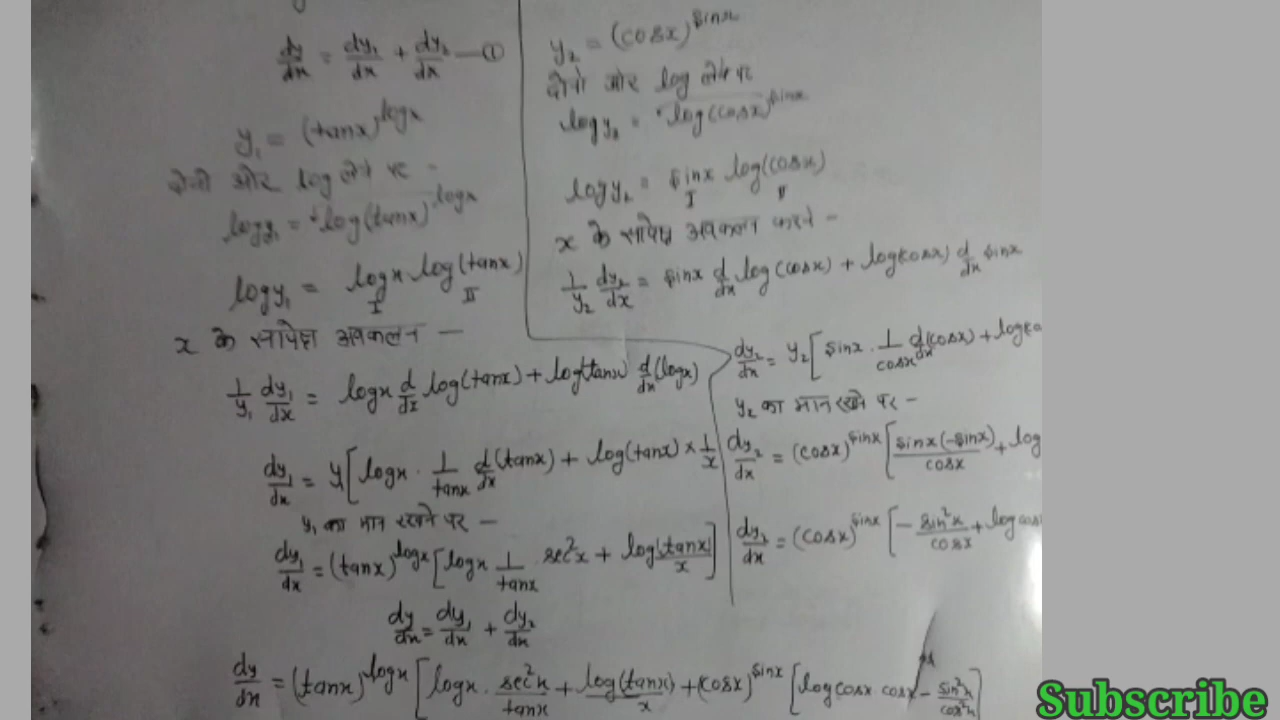 dy/dx = dy₁/dx + dy₂/dx —①
y₁ = (tanx)^logx
दोनो ओर log लेने पर -
logy₁ = log(tanx)^logx
logy₁ = logx log(tanx)
I II
x के सापेक्ष अवकलन —
1/y₁ dy₁/dx = logx d/dx log(tanx) + log(tanx) d/dx (logx)
dy₁/dx = y₁[logx · 1/tanx d/dx (tanx) + log(tanx) × 1/x
y₁ का मान रखने पर —
dy₁/dx = (tanx)^logx [logx 1/tanx sec²x + log(tanx)/x]
dy/dx = dy₁/dx + dy₂/dx
y₂ = (cosx)^sinx
दोनो ओर log लेने पर
logy₂ = log(cosx)^sinx
logy₂ = sinx log(cosx)
I II
x के सापेक्ष अवकलन करने -
1/y₂ dy₂/dx = sinx d/dx log(cosx) + log(cosx) d/dx sinx
dy₂/dx = y₂[sinx · 1/cosx d/dx (cosx) +
y₂ का मान रखने पर -
dy₂/dx = (cosx)^sinx [sinx(-sinx)/cosx + log
dy₂/dx = (cosx)^sinx [- sin²x/cosx +
dy/dx = (tanx)^logx [logx · sec²x/tanx + log(tanx)/x + (cosx)^sinx [logcosx · cosx - sin²x/cos²x]
Subscribe